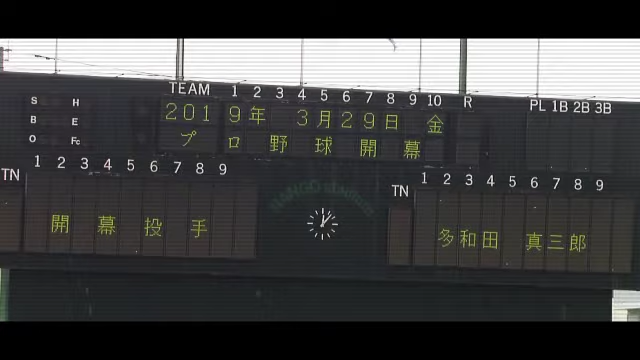 TEAM 1 2 3 4 5 6 7 8 9 10 R PL 1B 2B 3B
S H
B E
O Fc
2019年 3月29日 金
プロ野球開幕
TN 1 2 3 4 5 6 7 8 9
TN 1 2 3 4 5 6 7 8 9
NANGO stadium
開幕投手
多和田 真三郎